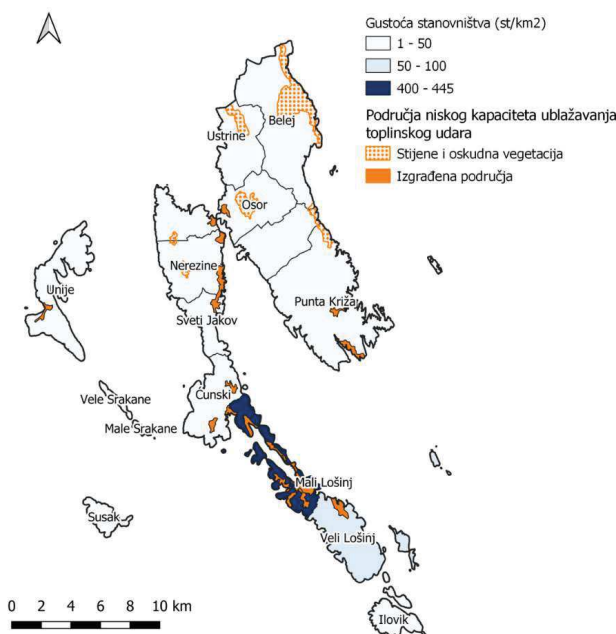 Gustoća stanovništva (st/km2)
1 - 50
50 - 100
400 - 445
Područja niskog kapaciteta ublažavanja
toplinskog udara
Stijene i oskudna vegetacija
Izgrađena područja
Belej
Ustrine
Osor
Nerezine
Unije
Punta Križa
Sveti Jakov
Ćunski
Vele Srakane
Male Srakane
Mali Lošinj
Susak
Veli Lošinj
Ilovik
0 2 4 6 8 10 km